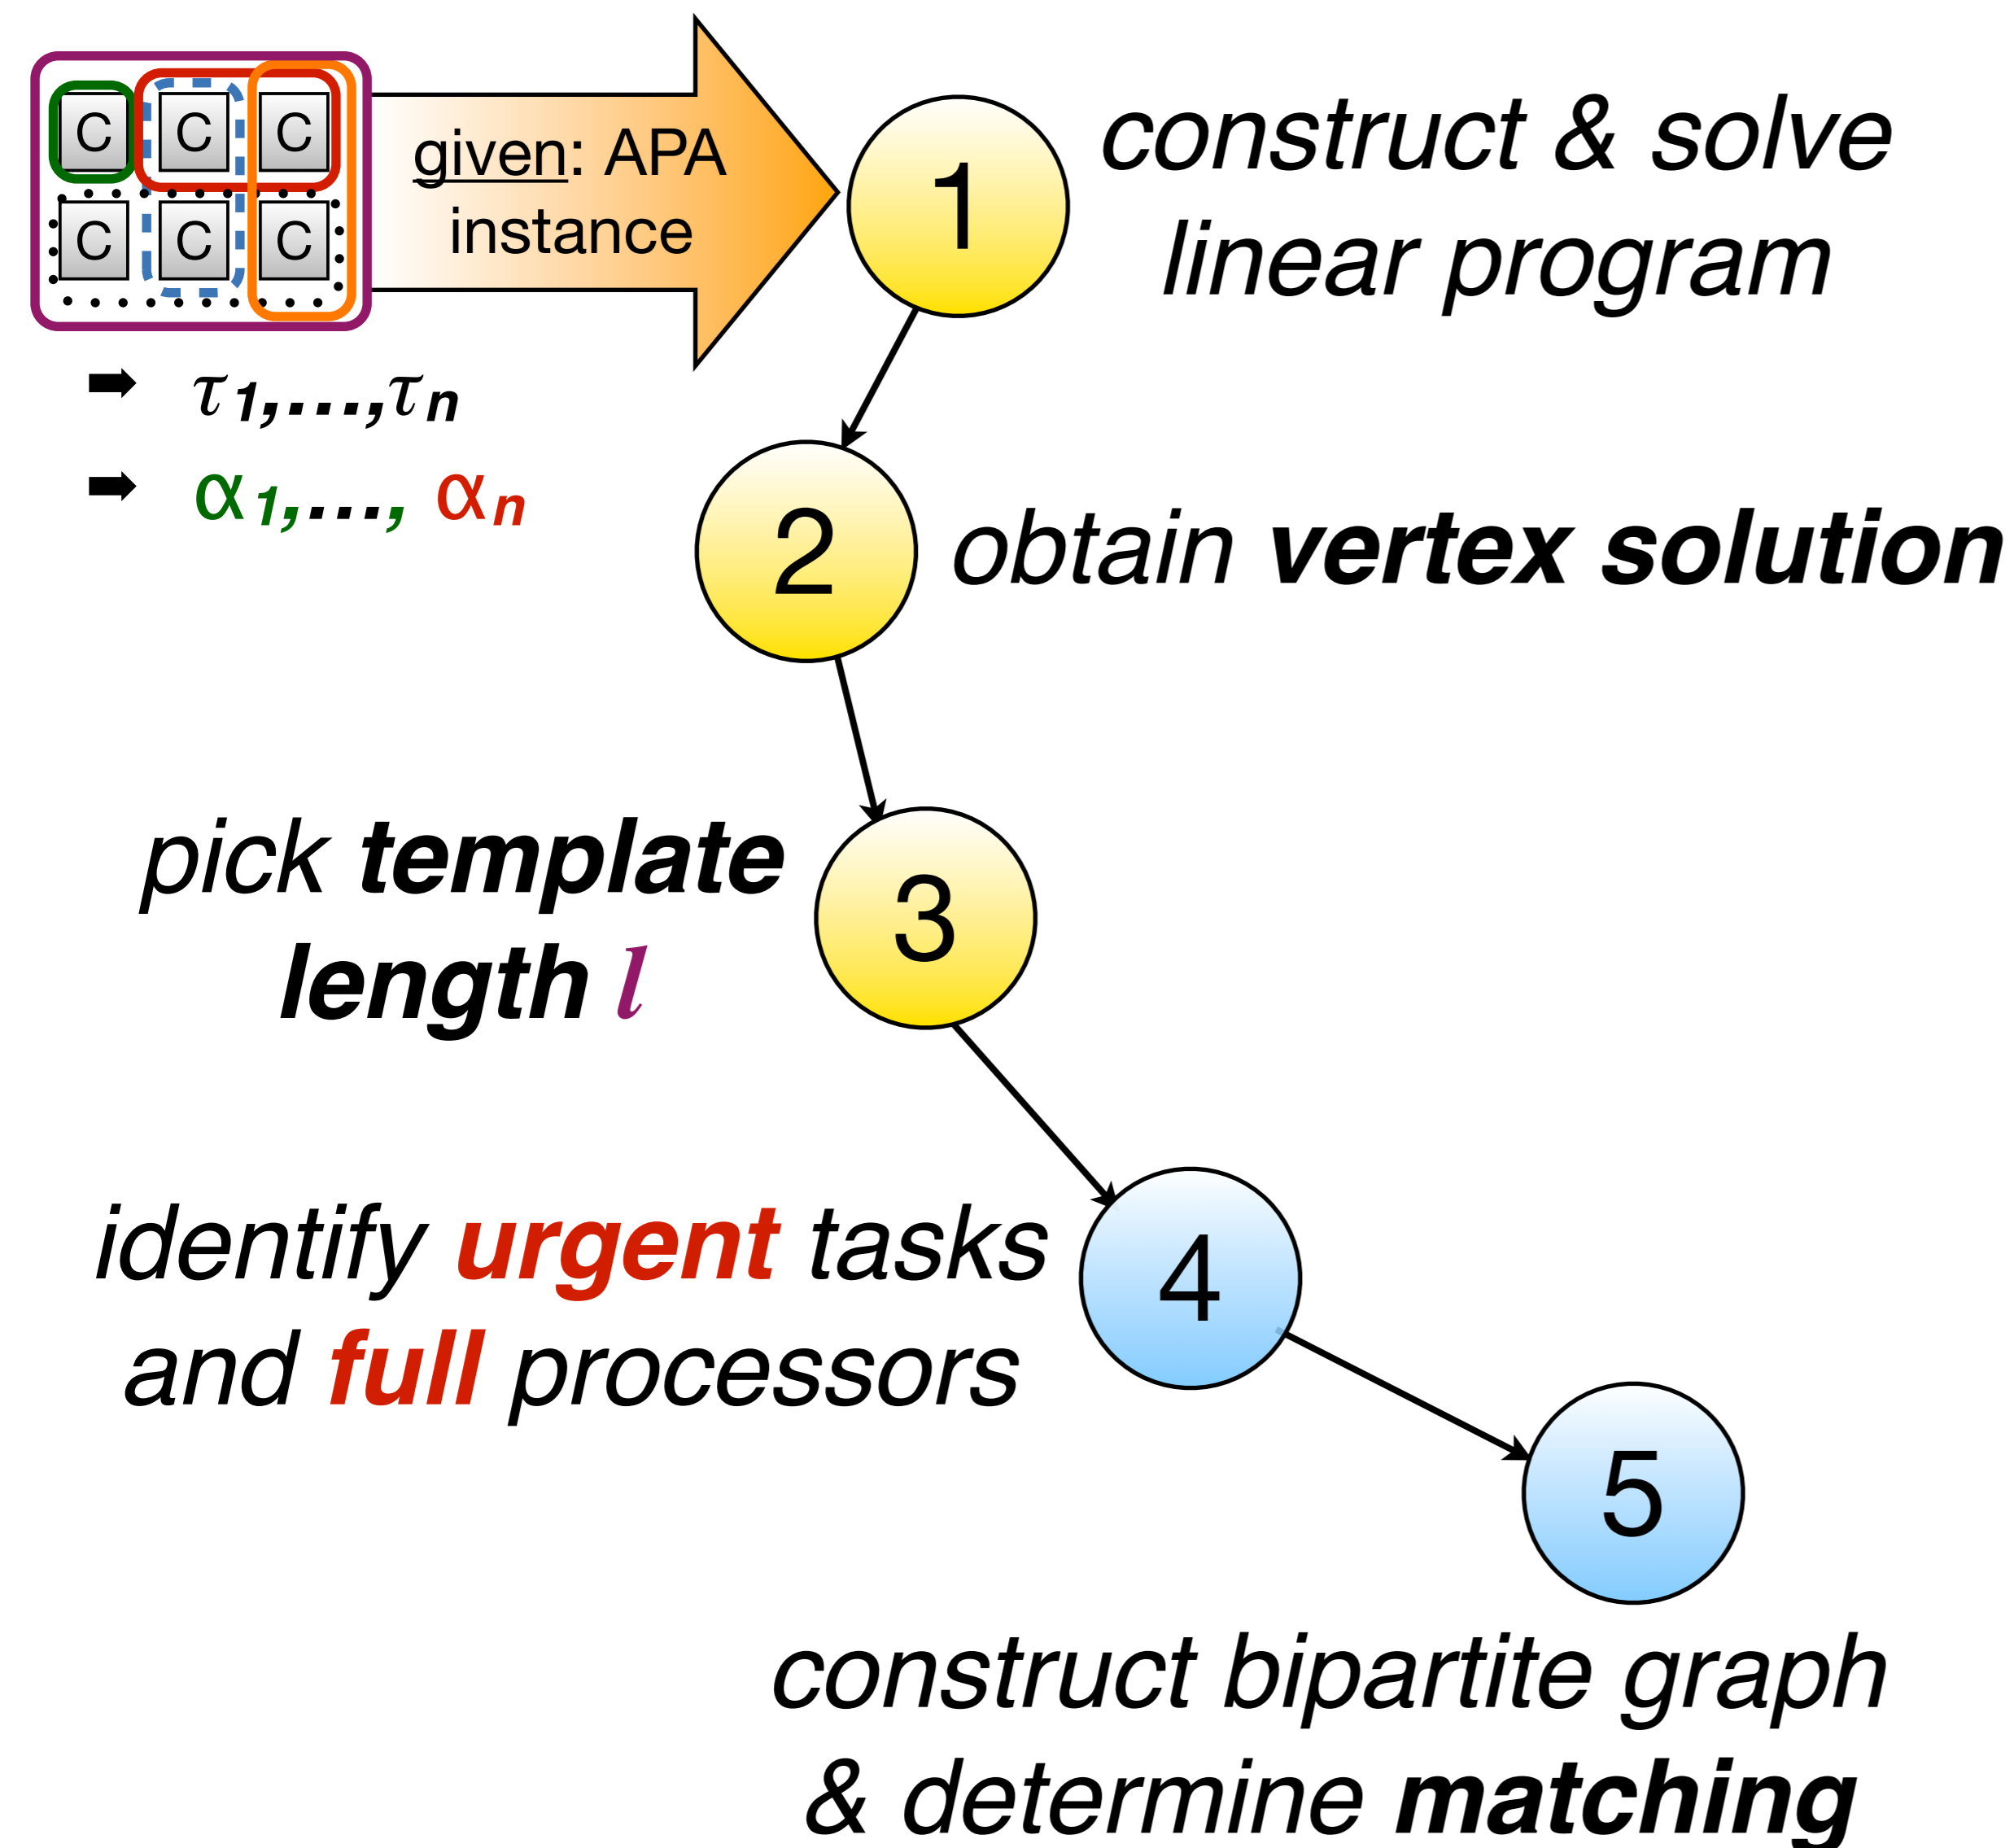 C C C
C C C
given: APA
instance
➡ τ1,...,τn
➡ α1,..., αn
1
construct & solve
linear program
2
obtain vertex solution
pick template
length l
3
identify urgent tasks
and full processors
4
5
construct bipartite graph
& determine matching